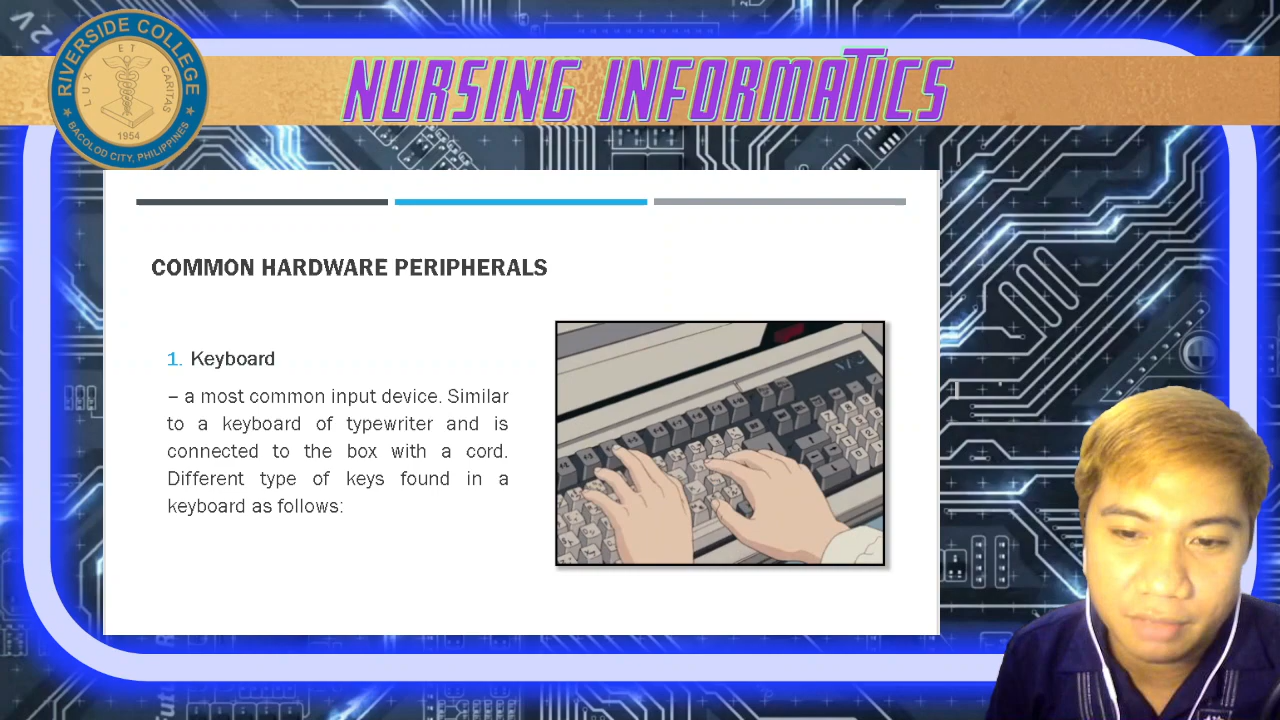 RIVERSIDE COLLEGE
LUX ET CARITAS
1954
BACOLOD CITY, PHILIPPINES
NURSING INFORMATICS
COMMON HARDWARE PERIPHERALS
1. Keyboard
– a most common input device. Similar
to a keyboard of typewriter and is
connected to the box with a cord.
Different type of keys found in a
keyboard as follows:
12V